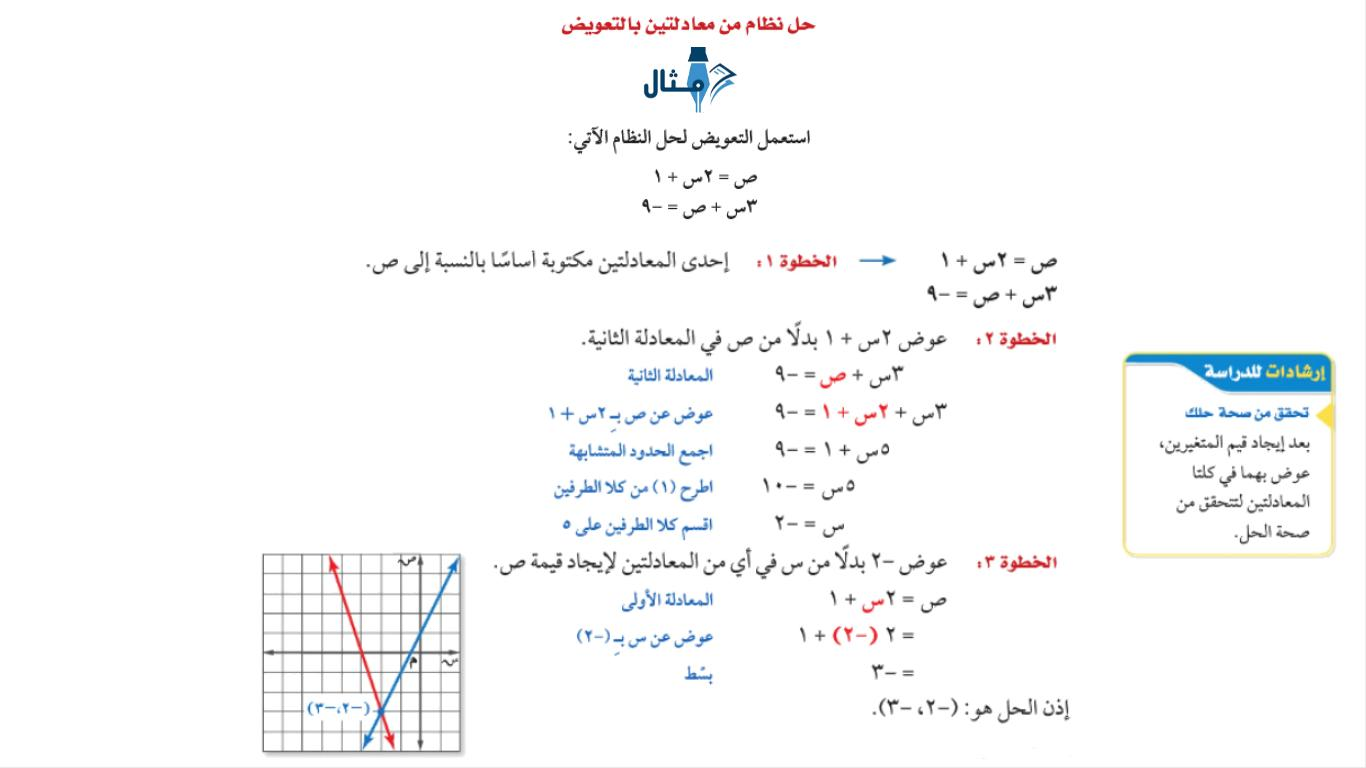 حل نظام من معادلتين بالتعويض
مثال
استعمل التعويض لحل النظام الآتي:
ص = ٢س + ١
٣س + ص = –٩
ص = ٢س + ١ الخطوة ١: إحدى المعادلتين مكتوبة أساسًا بالنسبة إلى ص.
٣س + ص = –٩
الخطوة ٢: عوض ٢س + ١ بدلًا من ص في المعادلة الثانية.
٣س + ص = –٩ المعادلة الثانية
٣س + ٢س + ١ = –٩ عوض عن ص بـِ ٢س + ١
٥س + ١ = –٩ اجمع الحدود المتشابهة
٥س = –١٠ اطرح (١) من كلا الطرفين
س = –٢ اقسم كلا الطرفين على ٥
الخطوة ٣: عوض –٢ بدلًا من س في أي من المعادلتين لإيجاد قيمة ص.
ص = ٢س + ١ المعادلة الأولى
= ٢ (–٢) + ١ عوض عن س بـِ (–٢)
= –٣ بسّط
إذن الحل هو: (–٢، –٣).
إرشادات للدراسة
تحقق من صحة حلك
بعد إيجاد قيم المتغيرين،
عوض بهما في كلتا
المعادلتين لتتحقق من
صحة الحل.
ص
س
م
(–٢،–٣)